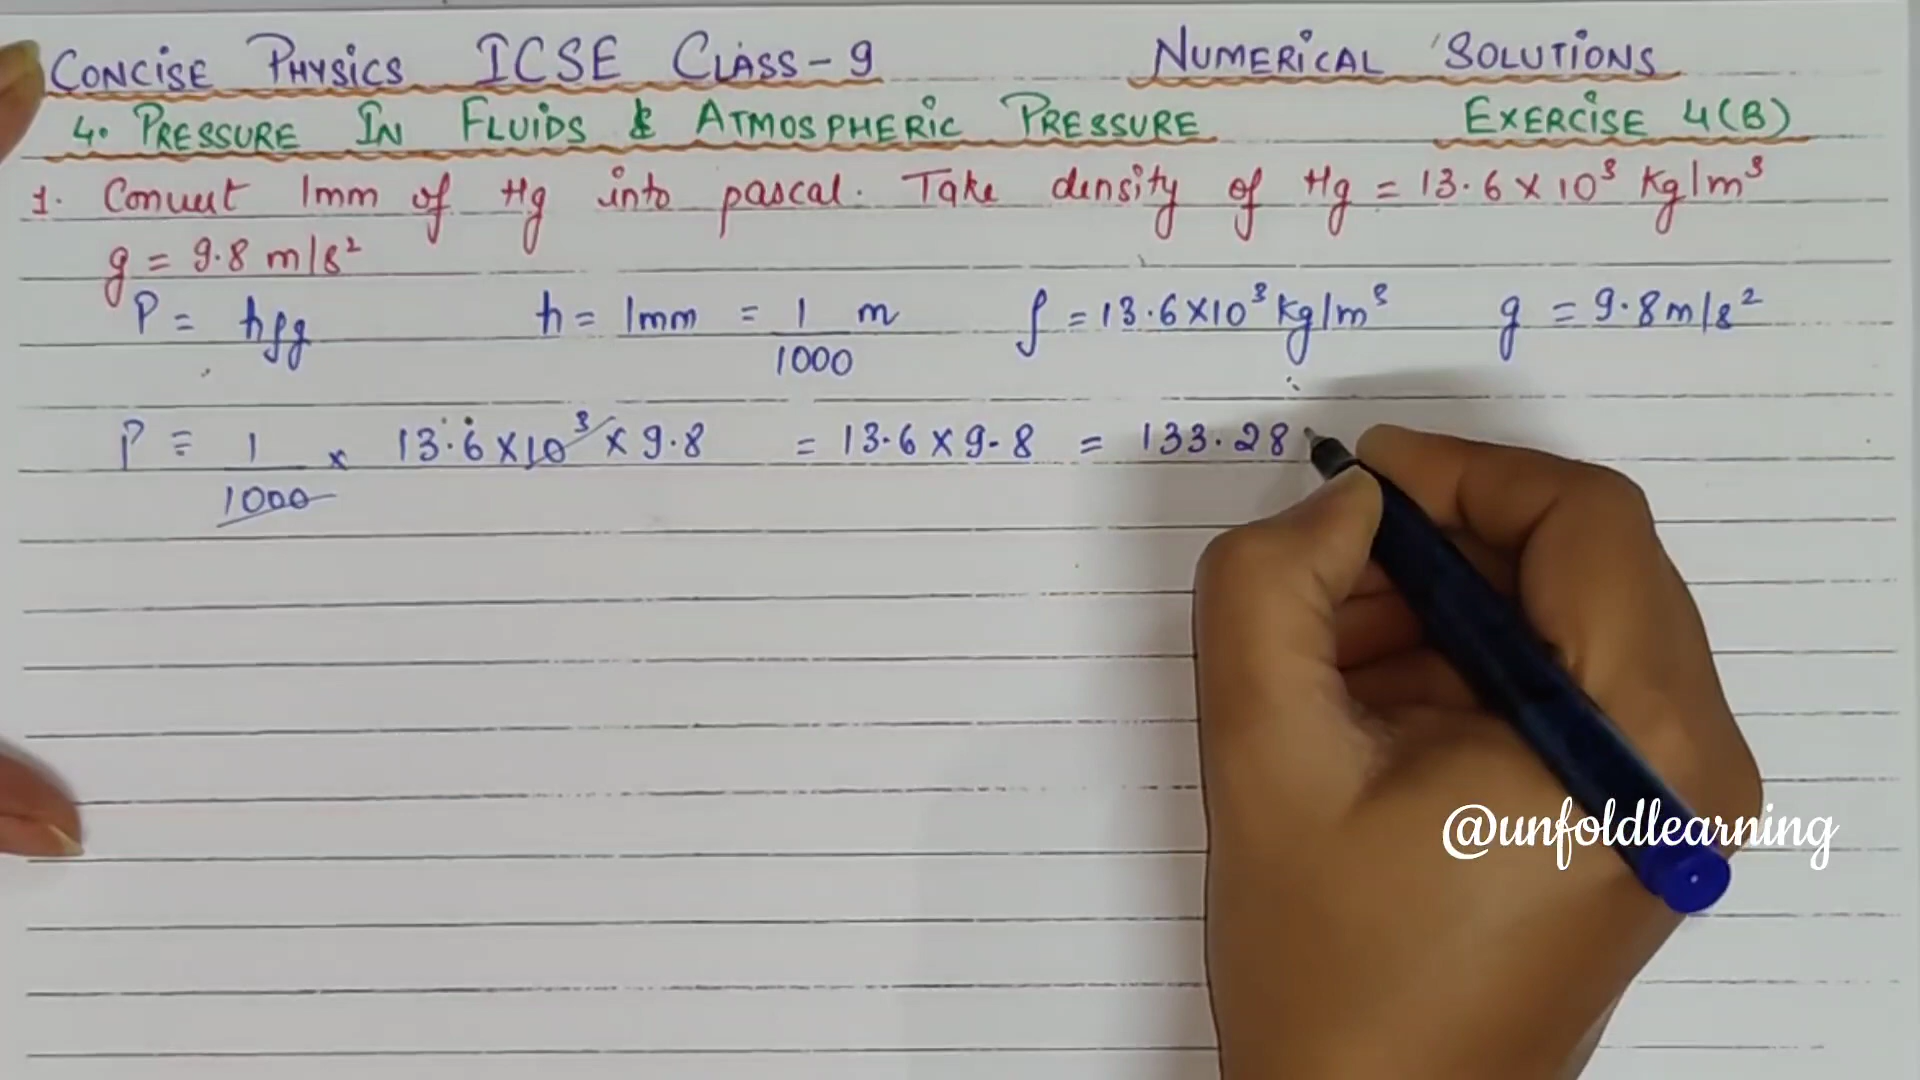 CONCISE PHYSICS ICSE CLASS-9 NUMERICAL SOLUTIONS
4. PRESSURE IN FLUIDS & ATMOSPHERIC PRESSURE EXERCISE 4(B)
1. Convert 1mm of Hg into pascal. Take density of Hg = 13.6 × 10³ Kg/m³
g = 9.8 m/s²
P = hρg h = 1mm = 1/1000 m ρ = 13.6×10³ Kg/m³ g = 9.8m/s²
P = 1/1000 × 13.6×10³ × 9.8 = 13.6 × 9.8 = 133.28
@unfoldlearning